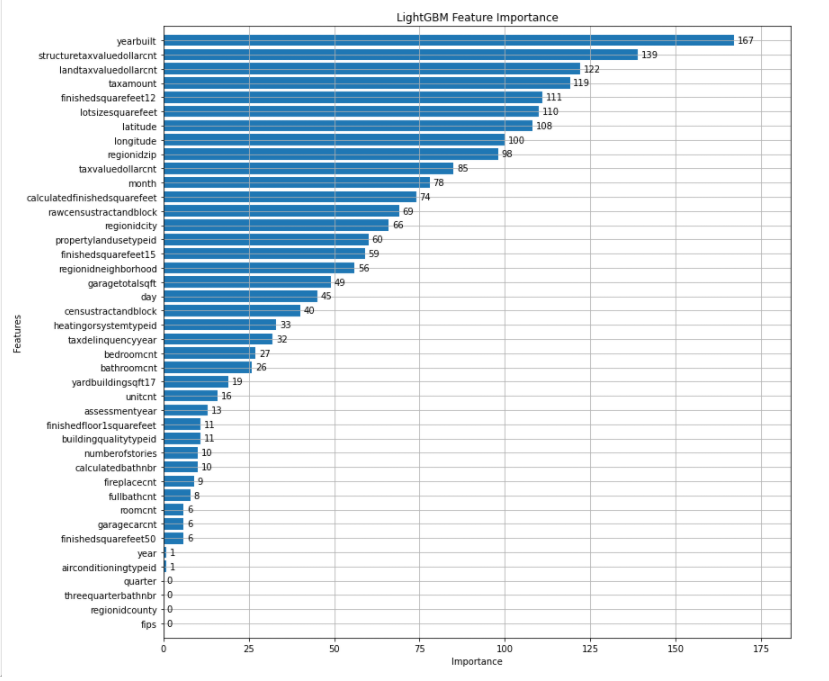 LightGBM Feature Importance
yearbuilt 167
structuretaxvaluedollarcnt 139
landtaxvaluedollarcnt 122
taxamount 119
finishedsquarefeet12 111
lotsizesquarefeet 110
latitude 108
longitude 100
regionidzip 98
taxvaluedollarcnt 85
month 78
calculatedfinishedsquarefeet 74
rawcensustractandblock 69
regionidcity 66
propertylandusetypeid 60
finishedsquarefeet15 59
regionidneighborhood 56
garagetotalsqft 49
day 45
censustractandblock 40
heatingorsystemtypeid 33
taxdelinquencyyear 32
bedroomcnt 27
bathroomcnt 26
yardbuildingsqft17 19
unitcnt 16
assessmentyear 13
finishedfloor1squarefeet 11
buildingqualitytypeid 11
numberofstories 10
calculatedbathnbr 10
fireplacecnt 9
fullbathcnt 8
roomcnt 6
garagecarcnt 6
finishedsquarefeet50 6
year 1
airconditioningtypeid 1
quarter 0
threequarterbathnbr 0
regionidcounty 0
fips 0
Features
0 25 50 75 100 125 150 175
Importance